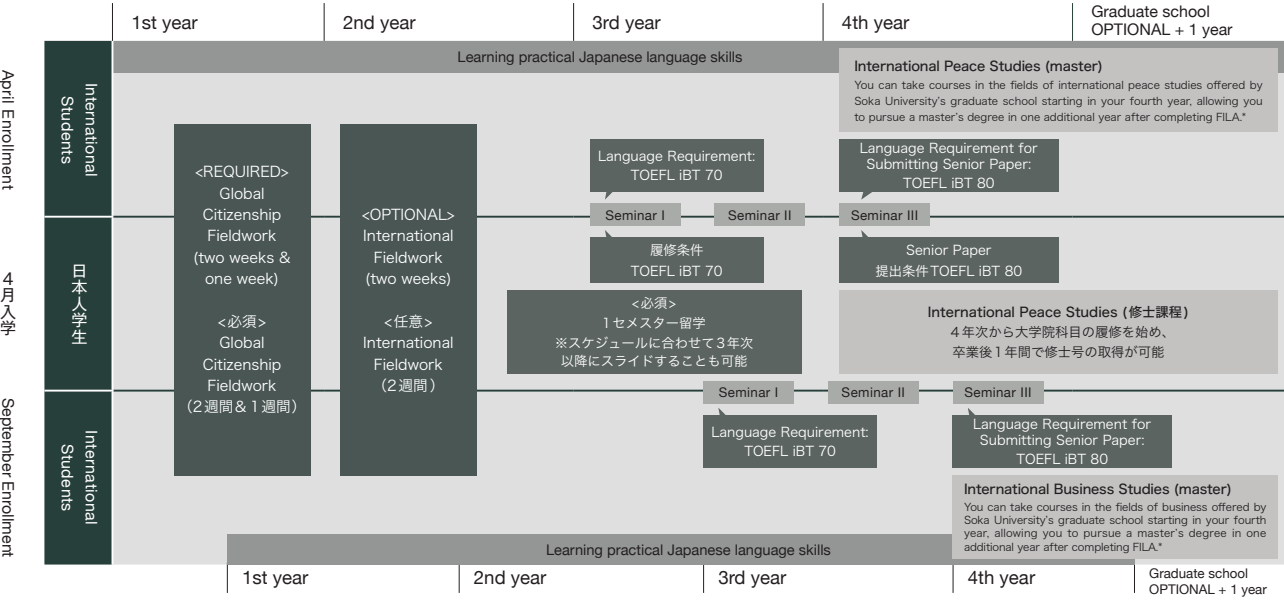 1st year
2nd year
3rd year
4th year
Graduate school
OPTIONAL + 1 year
April Enrollment
International
Students
Learning practical Japanese language skills
International Peace Studies (master)
You can take courses in the fields of international peace studies offered by
Soka University's graduate school starting in your fourth year, allowing you
to pursue a master's degree in one additional year after completing FILA.*
<REQUIRED>
Global
Citizenship
Fieldwork
(two weeks &
one week)
<必須>
Global
Citizenship
Fieldwork
(2週間&1週間)
<OPTIONAL>
International
Fieldwork
(two weeks)
<任意>
International
Fieldwork
(2週間)
Language Requirement:
TOEFL iBT 70
Language Requirement for
Submitting Senior Paper:
TOEFL iBT 80
Seminar I
Seminar II
Seminar III
4月入学
日本人学生
履修条件
TOEFL iBT 70
Senior Paper
提出条件TOEFL iBT 80
<必須>
1セメスター留学
※スケジュールに合わせて3年次
以降にスライドすることも可能
International Peace Studies (修士課程)
4年次から大学院科目の履修を始め、
卒業後1年間で修士号の取得が可能
September Enrollment
International
Students
Seminar I
Seminar II
Seminar III
Language Requirement:
TOEFL iBT 70
Language Requirement for
Submitting Senior Paper:
TOEFL iBT 80
International Business Studies (master)
You can take courses in the fields of business offered by
Soka University's graduate school starting in your fourth
year, allowing you to pursue a master's degree in one
additional year after completing FILA.*
Learning practical Japanese language skills
1st year
2nd year
3rd year
4th year
Graduate school
OPTIONAL + 1 year